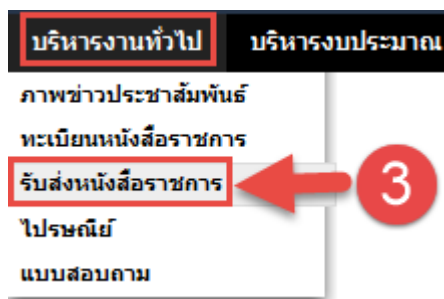 บริหารงานทั่วไป บริหารงบประมาณ
ภาพข่าวประชาสัมพันธ์
ทะเบียนหนังสือราชการ
รับส่งหนังสือราชการ 3
ไปรษณีย์
แบบสอบถาม